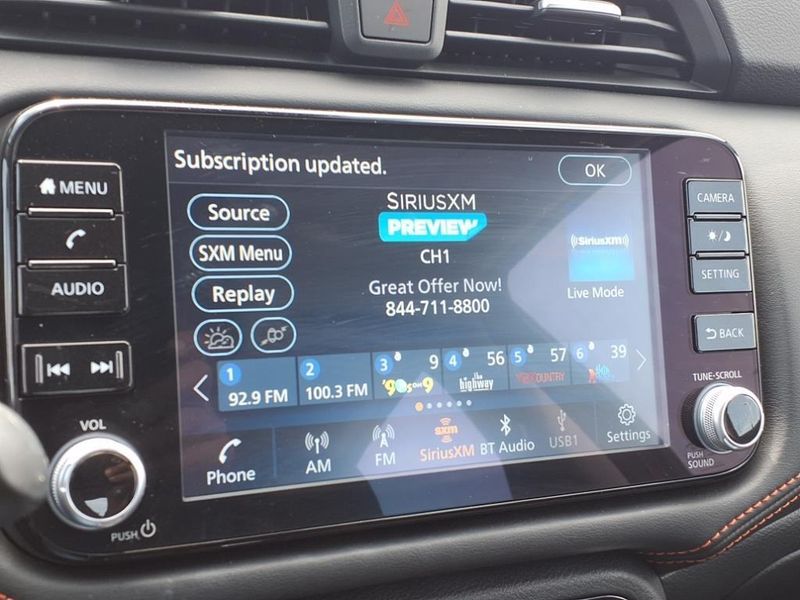 Subscription updated.
OK
MENU
AUDIO
VOL
PUSH
Source
SXM Menu
Replay
SIRIUSXM
PREVIEW
CH1
Great Offer Now!
844-711-8800
((SiriusXM))
Live Mode
1
92.9 FM
2
100.3 FM
3
9
'90s on 9
4
56
the highway
5
57
Y2COUNTRY
6
39
Phone
AM
FM
sxm
SiriusXM
BT Audio
USB1
Settings
CAMERA
SETTING
BACK
TUNE·SCROLL
PUSH
SOUND